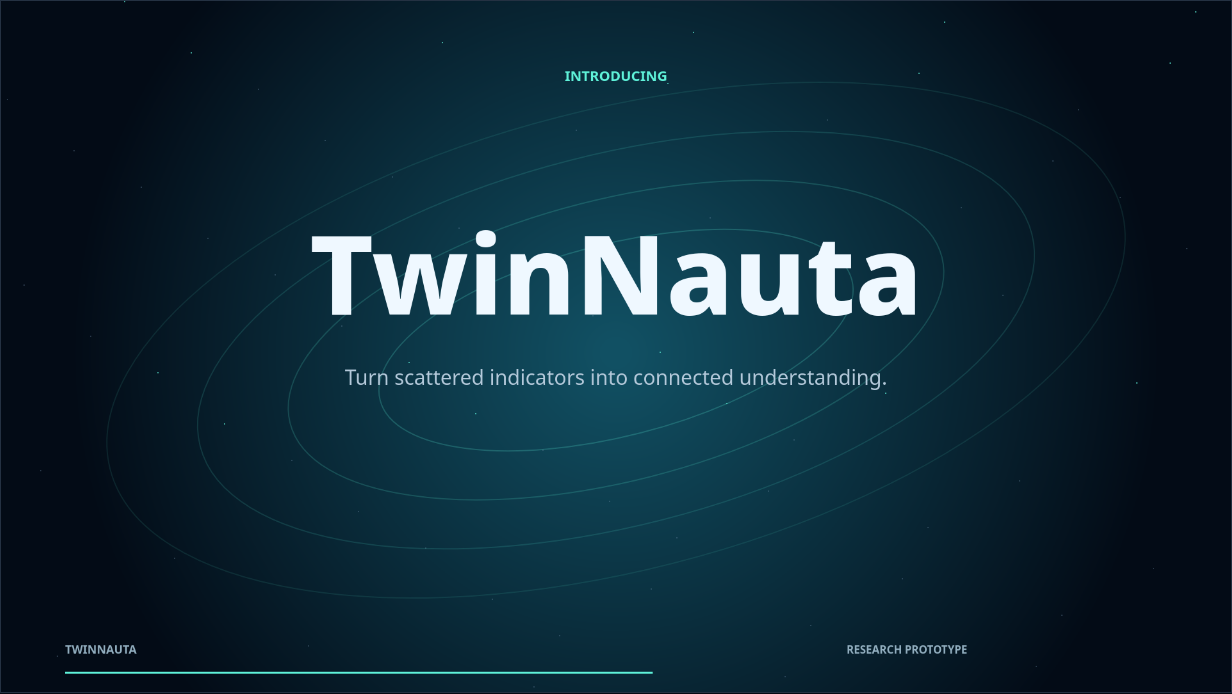 INTRODUCING
TwinNauta
Turn scattered indicators into connected understanding.
TWINNAUTA
RESEARCH PROTOTYPE